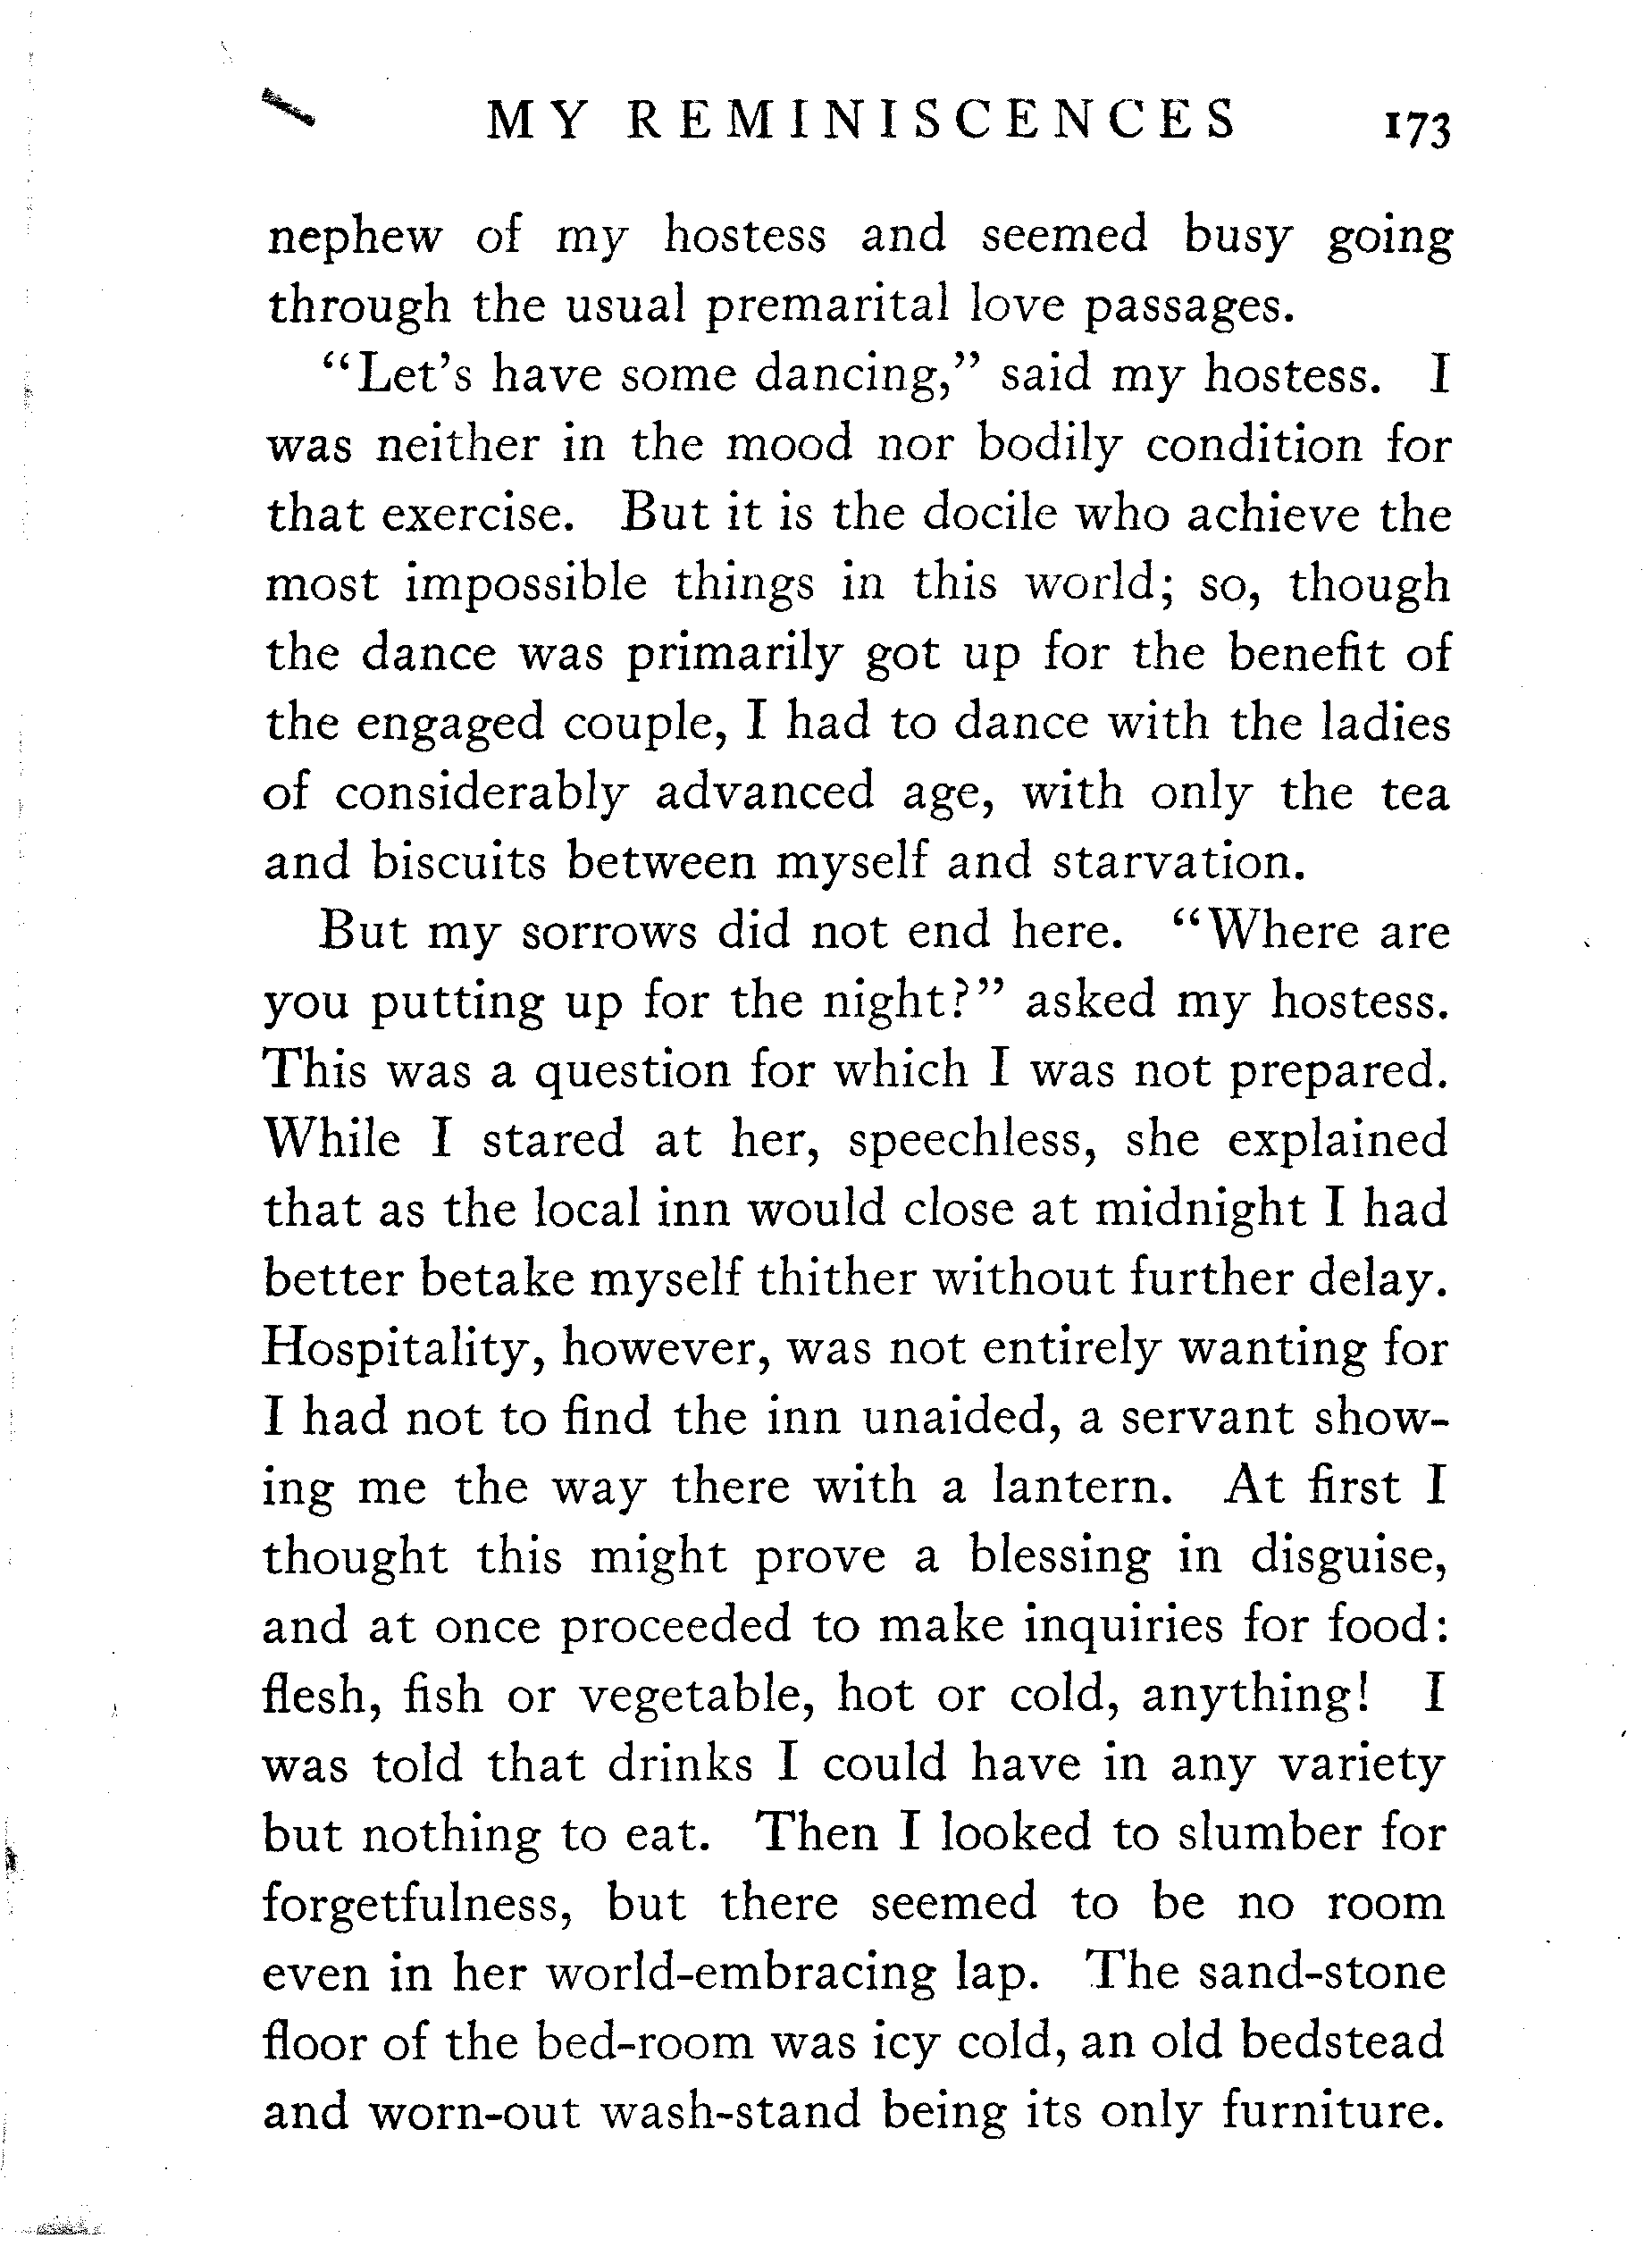 MY REMINISCENCES 173
nephew of my hostess and seemed busy going
through the usual premarital love passages.
“Let’s have some dancing,” said my hostess. I
was neither in the mood nor bodily condition for
that exercise. But it is the docile who achieve the
most impossible things in this world; so, though
the dance was primarily got up for the benefit of
the engaged couple, I had to dance with the ladies
of considerably advanced age, with only the tea
and biscuits between myself and starvation.
But my sorrows did not end here. “Where are
you putting up for the night?” asked my hostess.
This was a question for which I was not prepared.
While I stared at her, speechless, she explained
that as the local inn would close at midnight I had
better betake myself thither without further delay.
Hospitality, however, was not entirely wanting for
I had not to find the inn unaided, a servant show-
ing me the way there with a lantern. At first I
thought this might prove a blessing in disguise,
and at once proceeded to make inquiries for food:
flesh, fish or vegetable, hot or cold, anything! I
was told that drinks I could have in any variety
but nothing to eat. Then I looked to slumber for
forgetfulness, but there seemed to be no room
even in her world-embracing lap. The sand-stone
floor of the bed-room was icy cold, an old bedstead
and worn-out wash-stand being its only furniture.